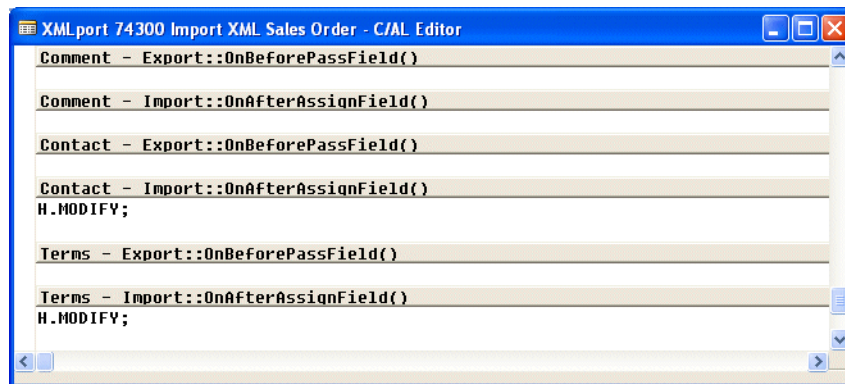 XMLport 74300 Import XML Sales Order - C/AL Editor
Comment - Export::OnBeforePassField()
Comment - Import::OnAfterAssignField()
Contact - Export::OnBeforePassField()
Contact - Import::OnAfterAssignField()
H.MODIFY;
Terms - Export::OnBeforePassField()
Terms - Import::OnAfterAssignField()
H.MODIFY;